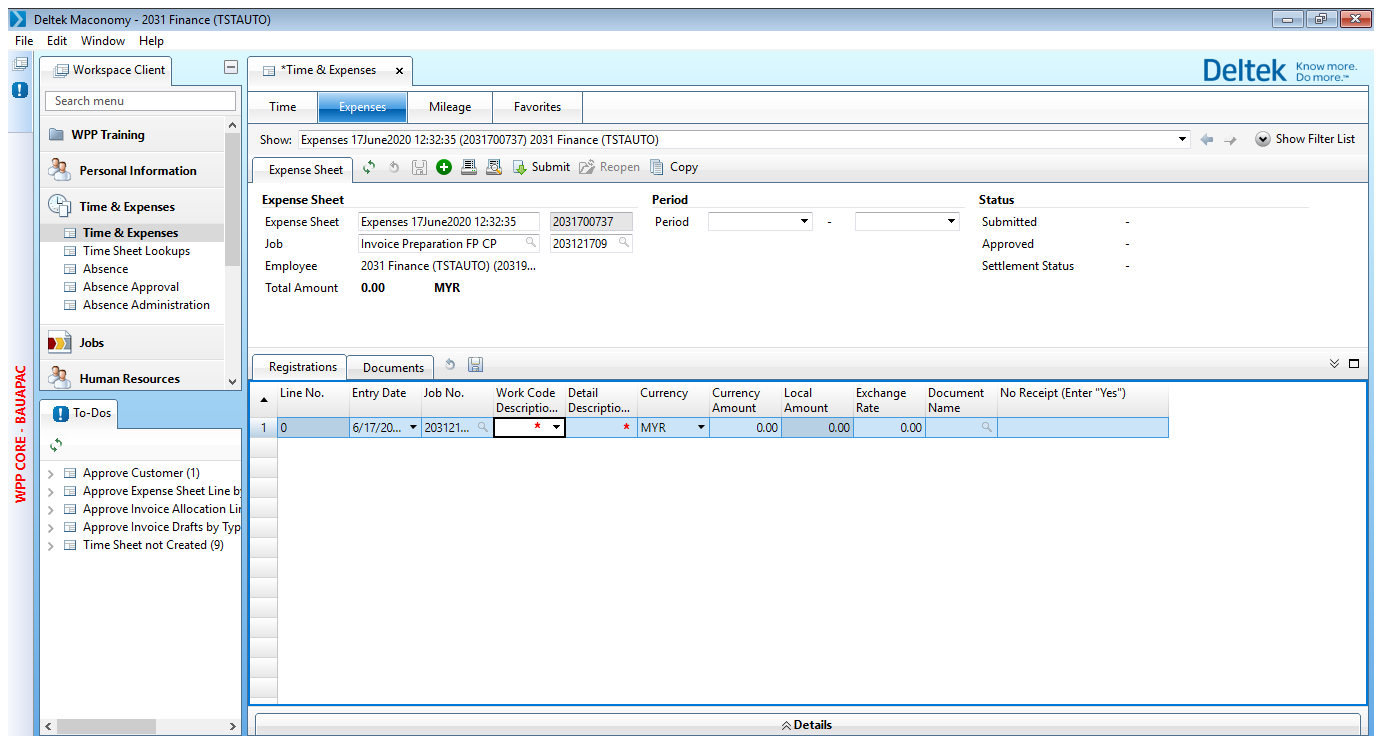 Deltek Maconomy - 2031 Finance (TSTAUTO)
File Edit Window Help
Workspace Client
Search menu
WPP Training
Personal Information
Time & Expenses
Time & Expenses
Time Sheet Lookups
Absence
Absence Approval
Absence Administration
Jobs
Human Resources
To-Dos
Approve Customer (1)
Approve Expense Sheet Line b
Approve Invoice Allocation Li
Approve Invoice Drafts by Typ
Time Sheet not Created (9)
WPP CORE - BAUAPAC
*Time & Expenses
Deltek Know more. Do more.™
Time Expenses Mileage Favorites
Show: Expenses 17June2020 12:32:35 (2031700737) 2031 Finance (TSTAUTO) Show Filter List
Expense Sheet Submit Reopen Copy
Expense Sheet Period Status
Expense Sheet Expenses 17June2020 12:32:35 2031700737 Period - Submitted -
Job Invoice Preparation FP CP 203121709 Approved -
Employee 2031 Finance (TSTAUTO) (20319... Settlement Status -
Total Amount 0.00 MYR
Registrations Documents
Line No. Entry Date Job No. Work Code Detail Currency Currency Local Exchange Document No Receipt (Enter "Yes")
Descriptio... Descriptio... Amount Amount Rate Name
1 0 6/17/20... 203121... * * MYR 0.00 0.00 0.00
Details